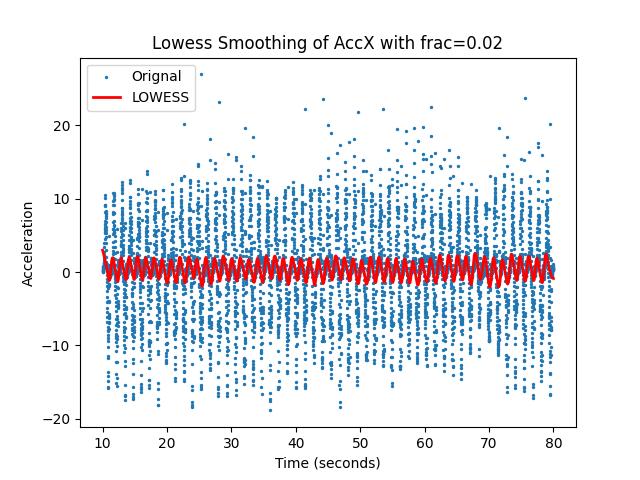 Lowess Smoothing of AccX with frac=0.02
Orignal
LOWESS
Acceleration
20
10
0
−10
−20
10 20 30 40 50 60 70 80
Time (seconds)